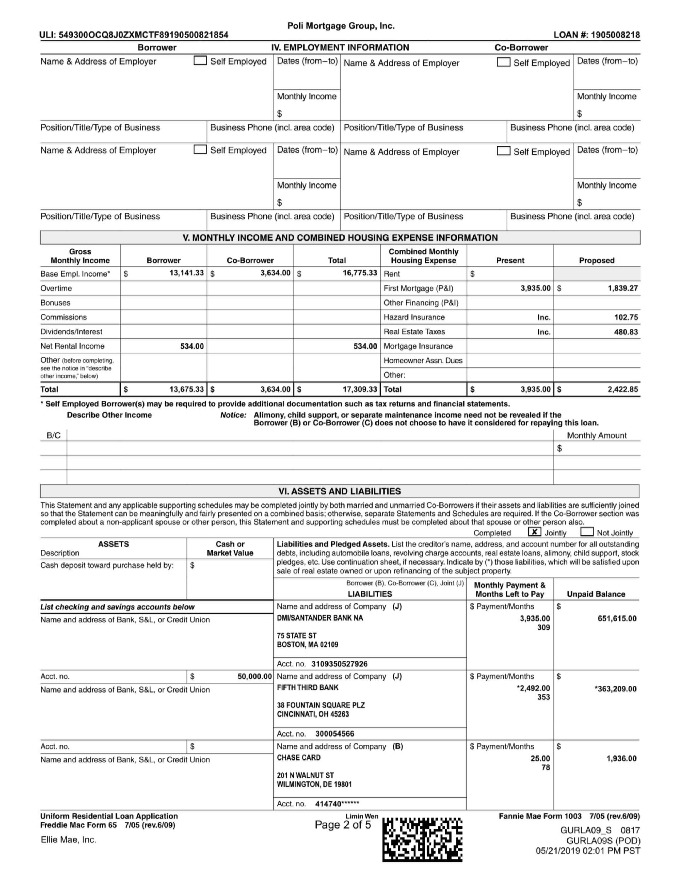 Poli Mortgage Group, Inc.
ULI: 549300OCQ8J0ZXMCTF89190500821854 LOAN #: 1905008218
Borrower IV. EMPLOYMENT INFORMATION Co-Borrower
Name & Address of Employer Self Employed Dates (from–to) Name & Address of Employer Self Employed Dates (from–to)
Monthly Income Monthly Income
$ $
Position/Title/Type of Business Business Phone (incl. area code) Position/Title/Type of Business Business Phone (incl. area code)
Name & Address of Employer Self Employed Dates (from–to) Name & Address of Employer Self Employed Dates (from–to)
Monthly Income Monthly Income
$ $
Position/Title/Type of Business Business Phone (incl. area code) Position/Title/Type of Business Business Phone (incl. area code)
V. MONTHLY INCOME AND COMBINED HOUSING EXPENSE INFORMATION
Gross Monthly Income Borrower Co-Borrower Total Combined Monthly Housing Expense Present Proposed
Base Empl. Income* $ 13,141.33 $ 3,634.00 $ 16,775.33 Rent $
Overtime First Mortgage (P&I) 3,935.00 $ 1,839.27
Bonuses Other Financing (P&I)
Commissions Hazard Insurance Inc. 102.75
Dividends/Interest Real Estate Taxes Inc. 480.83
Net Rental Income 534.00 534.00 Mortgage Insurance
Other (before completing, Homeowner Assn. Dues
see the notice in "describe
other income," below) Other:
Total $ 13,675.33 $ 3,634.00 $ 17,309.33 Total $ 3,935.00 $ 2,422.85
* Self Employed Borrower(s) may be required to provide additional documentation such as tax returns and financial statements.
Describe Other Income Notice: Alimony, child support, or separate maintenance income need not be revealed if the
Borrower (B) or Co-Borrower (C) does not choose to have it considered for repaying this loan.
B/C Monthly Amount
$
VI. ASSETS AND LIABILITIES
This Statement and any applicable supporting schedules may be completed jointly by both married and unmarried Co-Borrowers if their assets and liabilities are sufficiently joined
so that the Statement can be meaningfully and fairly presented on a combined basis; otherwise, separate Statements and Schedules are required. If the Co-Borrower section was
completed about a non-applicant spouse or other person, this Statement and supporting schedules must be completed about that spouse or other person also.
Completed X Jointly Not Jointly
ASSETS Cash or Market Value
Description
Cash deposit toward purchase held by: $
Liabilities and Pledged Assets. List the creditor's name, address, and account number for all outstanding
debts, including automobile loans, revolving charge accounts, real estate loans, alimony, child support, stock
pledges, etc. Use continuation sheet, if necessary. Indicate by (*) those liabilities, which will be satisfied upon
sale of real estate owned or upon refinancing of the subject property.
Borrower (B), Co-Borrower (C), Joint (J)
LIABILITIES Monthly Payment & Months Left to Pay Unpaid Balance
List checking and savings accounts below Name and address of Company (J) $ Payment/Months $
Name and address of Bank, S&L, or Credit Union DMI/SANTANDER BANK NA 3,935.00 651,615.00
309
75 STATE ST
BOSTON, MA 02109
Acct. no. 3109350527926
Acct. no. $ 50,000.00 Name and address of Company (J) $ Payment/Months $
Name and address of Bank, S&L, or Credit Union FIFTH THIRD BANK *2,492.00 *363,209.00
353
38 FOUNTAIN SQUARE PLZ
CINCINNATI, OH 45263
Acct. no. 300054566
Acct. no. $ Name and address of Company (B) $ Payment/Months $
Name and address of Bank, S&L, or Credit Union CHASE CARD 25.00 1,936.00
78
201 N WALNUT ST
WILMINGTON, DE 19801
Acct. no. 414740******
Uniform Residential Loan Application Limin Wen Fannie Mae Form 1003 7/05 (rev.6/09)
Freddie Mac Form 65 7/05 (rev.6/09) Page 2 of 5
GURLA09_S 0817
Ellie Mae, Inc. GURLA09S (POD)
05/21/2019 02:01 PM PST